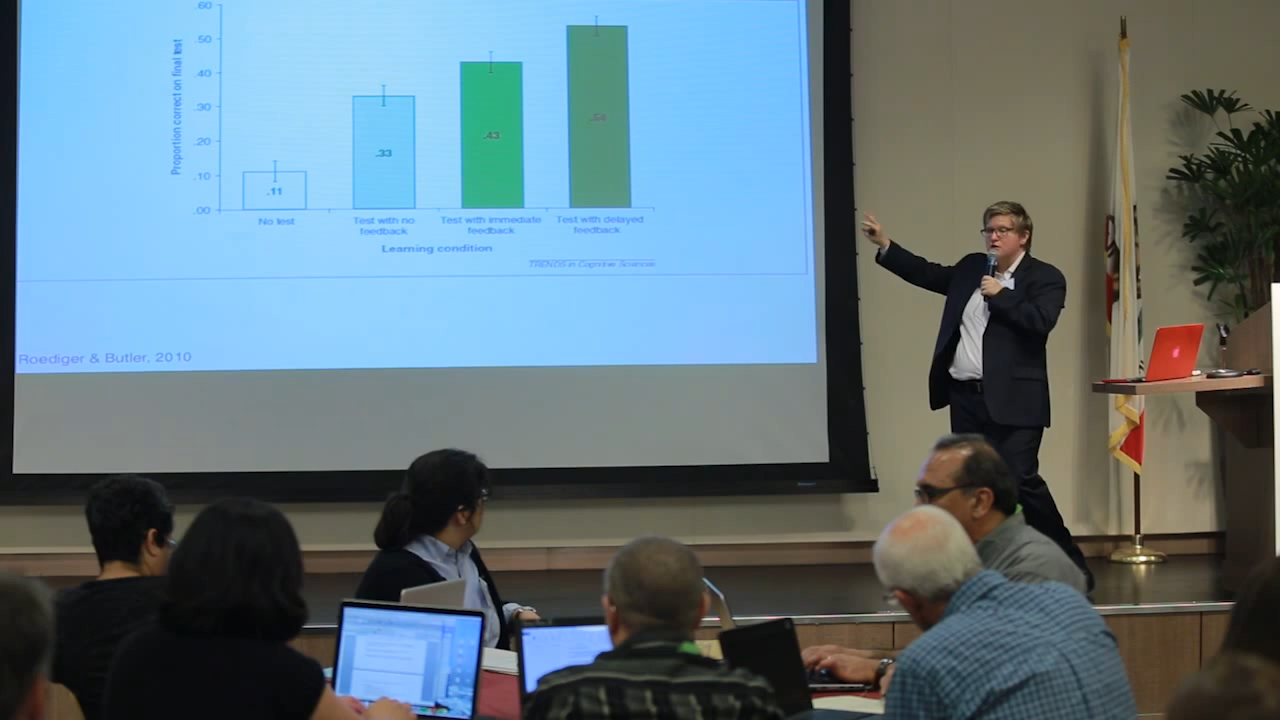 .60
.50
.40
.30
.20
.10
.00
Proportion correct on final test
.11
.33
.43
.54
No test
Test with no
feedback
Test with immediate
feedback
Test with delayed
feedback
Learning condition
TRENDS in Cognitive Sciences
Roediger & Butler, 2010